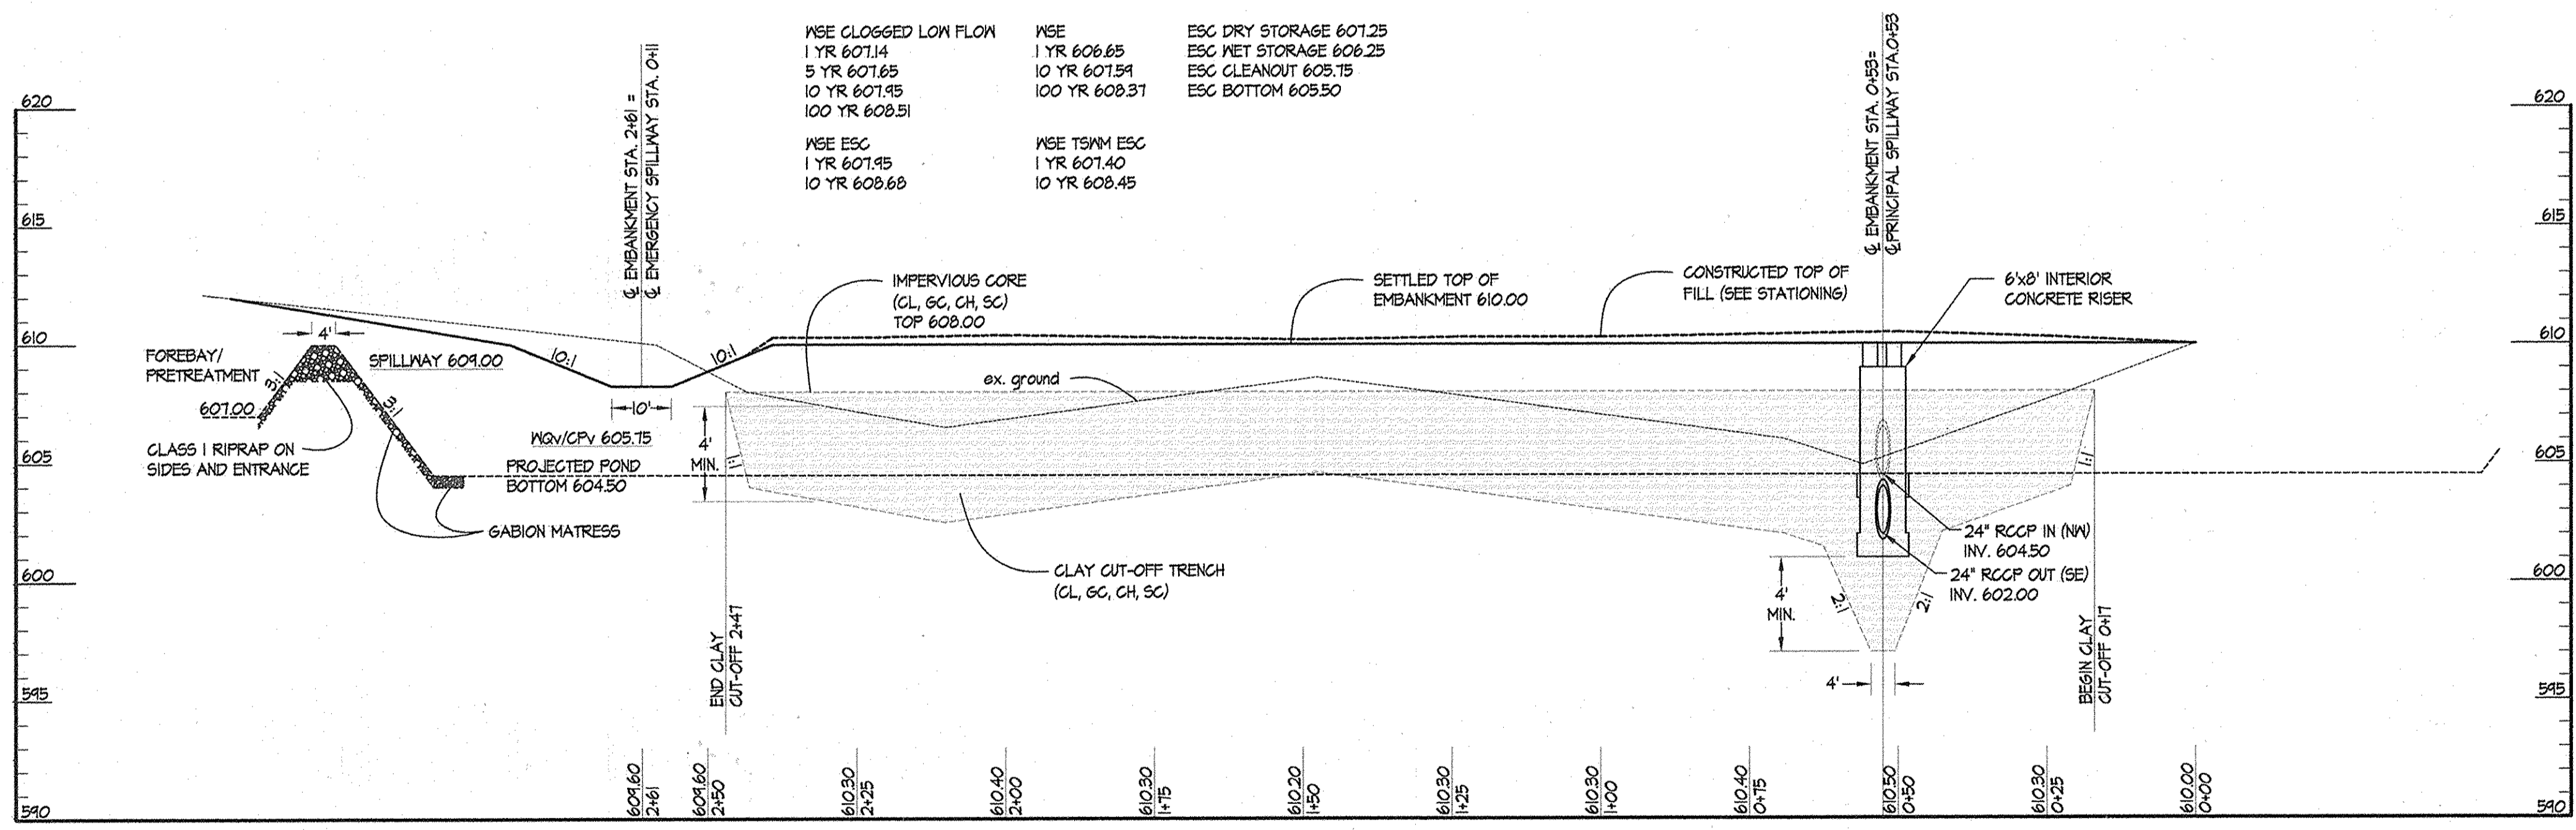 WSE CLOGGED LOW FLOW
1 YR 607.14
5 YR 607.65
10 YR 607.95
100 YR 608.51
WSE
1 YR 606.65
10 YR 607.59
100 YR 608.37
ESC DRY STORAGE 607.25
ESC WET STORAGE 606.25
ESC CLEANOUT 605.75
ESC BOTTOM 605.50
WSE ESC
1 YR 607.95
10 YR 608.68
WSE TSWM ESC
1 YR 607.40
10 YR 608.45
℄ EMBANKMENT STA. 2+61 =
℄ EMERGENCY SPILLWAY STA. 0+11
℄ EMBANKMENT STA. 0+53=
℄ PRINCIPAL SPILLWAY STA.0+53
620
615
610
605
600
595
590
620
615
610
605
600
595
590
4'
FOREBAY/
PRETREATMENT
SPILLWAY 609.00
3:1
3:1
607.00
CLASS I RIPRAP ON
SIDES AND ENTRANCE
10:1
10:1
10'
WQv/CPv 605.75
PROJECTED POND
BOTTOM 604.50
GABION MATRESS
4'
MIN.
1:1
IMPERVIOUS CORE
(CL, GC, CH, SC)
TOP 608.00
ex. ground
SETTLED TOP OF
EMBANKMENT 610.00
CONSTRUCTED TOP OF
FILL (SEE STATIONING)
6'x8' INTERIOR
CONCRETE RISER
1:1
24" RCCP IN (NW)
INV. 604.50
24" RCCP OUT (SE)
INV. 602.00
CLAY CUT-OFF TRENCH
(CL, GC, CH, SC)
4'
MIN.
2:1
2:1
4'
END CLAY
CUT-OFF 2+47
BEGIN CLAY
CUT-OFF 0+17
609.60
2+61
609.60
2+50
610.30
2+25
610.40
2+00
610.30
1+75
610.20
1+50
610.30
1+25
610.30
1+00
610.40
0+75
610.50
0+50
610.30
0+25
610.00
0+00